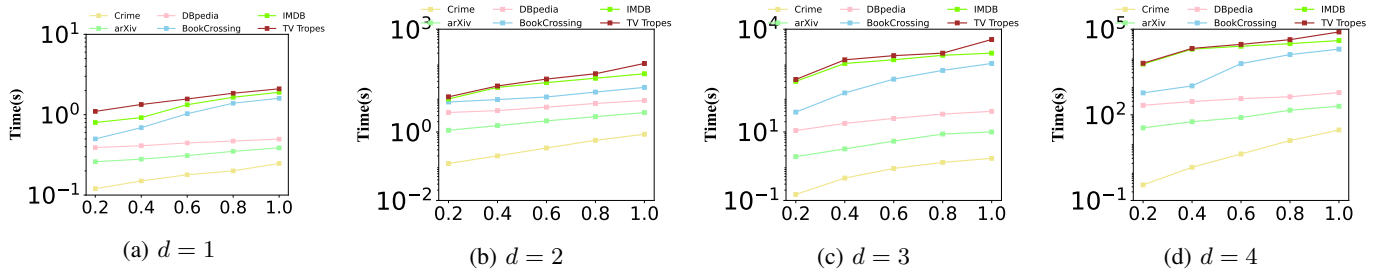 Crime DBpedia IMDB
arXiv BookCrossing TV Tropes
10^1
10^0
10^-1
Time(s)
0.2 0.4 0.6 0.8 1.0
(a) d = 1
Crime DBpedia IMDB
arXiv BookCrossing TV Tropes
10^3
10^0
10^-2
Time(s)
0.2 0.4 0.6 0.8 1.0
(b) d = 2
Crime DBpedia IMDB
arXiv BookCrossing TV Tropes
10^4
10^1
10^-1
Time(s)
0.2 0.4 0.6 0.8 1.0
(c) d = 3
Crime DBpedia IMDB
arXiv BookCrossing TV Tropes
10^5
10^2
10^-1
Time(s)
0.2 0.4 0.6 0.8 1.0
(d) d = 4